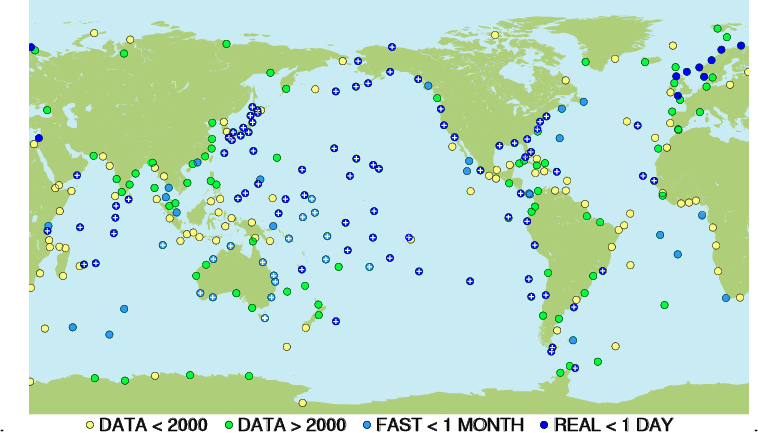 DATA < 2000 DATA > 2000 FAST < 1 MONTH REAL < 1 DAY